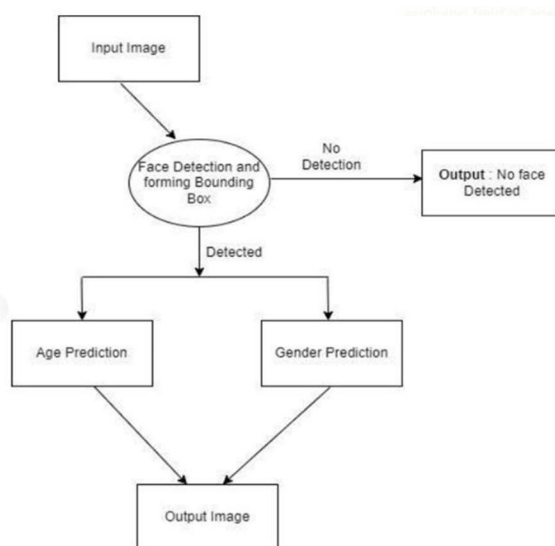 Input Image
Face Detection and
forming Bounding
Box
No
Detection
Output : No face
Detected
Detected
Age Prediction
Gender Prediction
Output Image